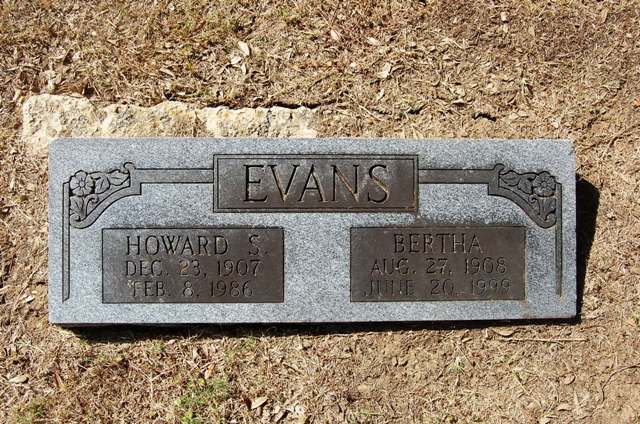 EVANS
HOWARD S.
DEC. 23, 1907
FEB. 8, 1986
BERTHA
AUG. 27, 1908
JUNE 20, 1999